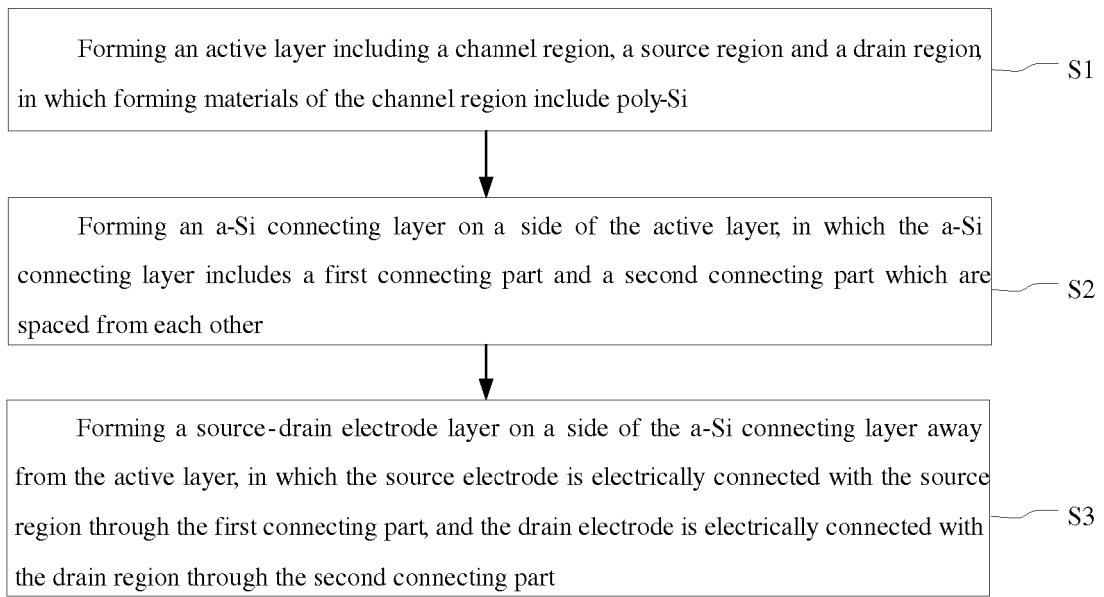 Forming an active layer including a channel region, a source region and a drain region,
in which forming materials of the channel region include poly-Si
S1
Forming an a-Si connecting layer on a side of the active layer, in which the a-Si
connecting layer includes a first connecting part and a second connecting part which are
spaced from each other
S2
Forming a source-drain electrode layer on a side of the a-Si connecting layer away
from the active layer, in which the source electrode is electrically connected with the source
region through the first connecting part, and the drain electrode is electrically connected with
the drain region through the second connecting part
S3